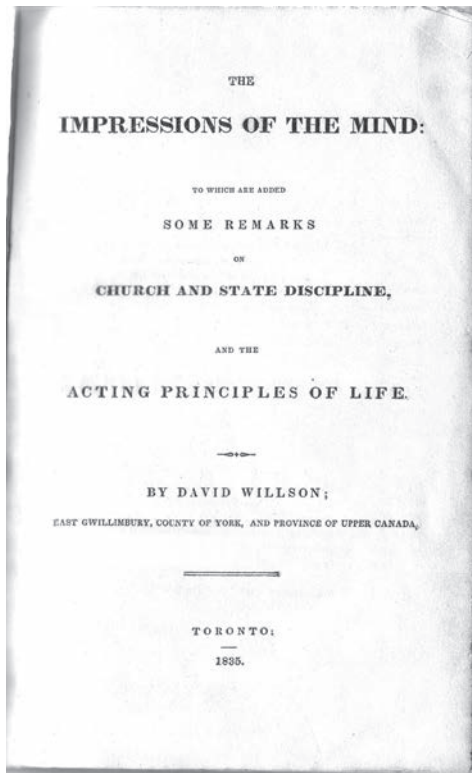 THE
IMPRESSIONS OF THE MIND:
TO WHICH ARE ADDED
SOME REMARKS
ON
CHURCH AND STATE DISCIPLINE,
AND THE
ACTING PRINCIPLES OF LIFE.
BY DAVID WILLSON;
EAST GWILLIMBURY, COUNTY OF YORK, AND PROVINCE OF UPPER CANADA,
TORONTO;
1835.